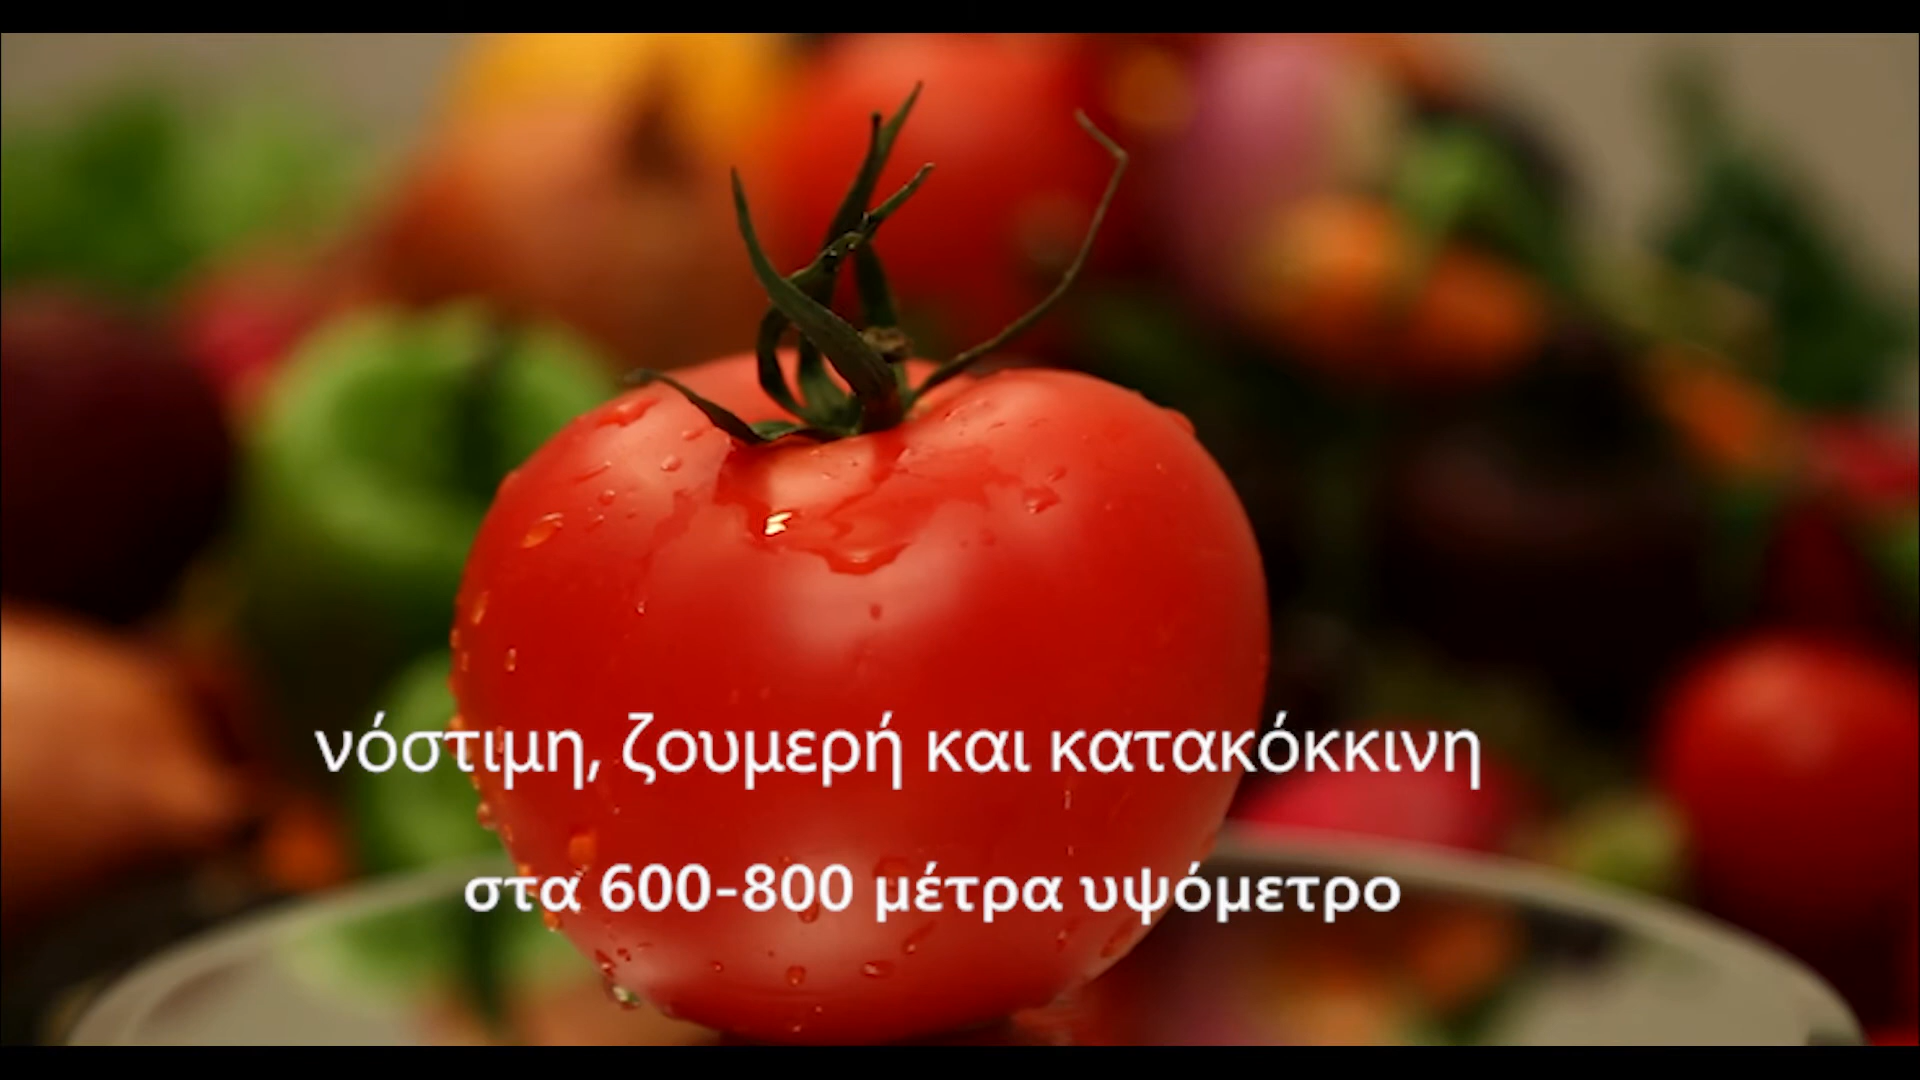 νόστιμη, ζουμερή και κατακόκκινη
στα 600-800 μέτρα υψόμετρο